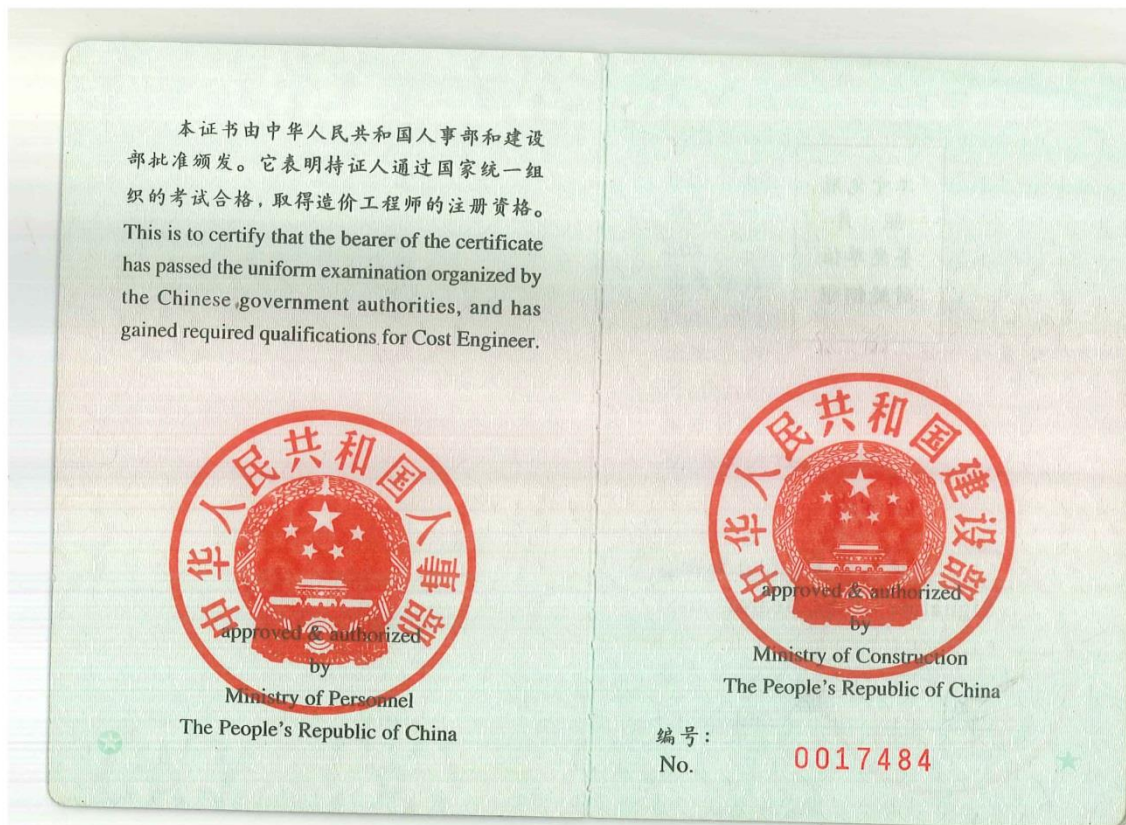 本证书由中华人民共和国人事部和建设
部批准颁发。它表明持证人通过国家统一组
织的考试合格，取得造价工程师的注册资格。
This is to certify that the bearer of the certificate
has passed the uniform examination organized by
the Chinese government authorities, and has
gained required qualifications for Cost Engineer.
中华人民共和国人事部
approved & authorized
by
Ministry of Personnel
The People's Republic of China
中华人民共和国建设部
approved & authorized
by
Ministry of Construction
The People's Republic of China
编号：
No. 0017484